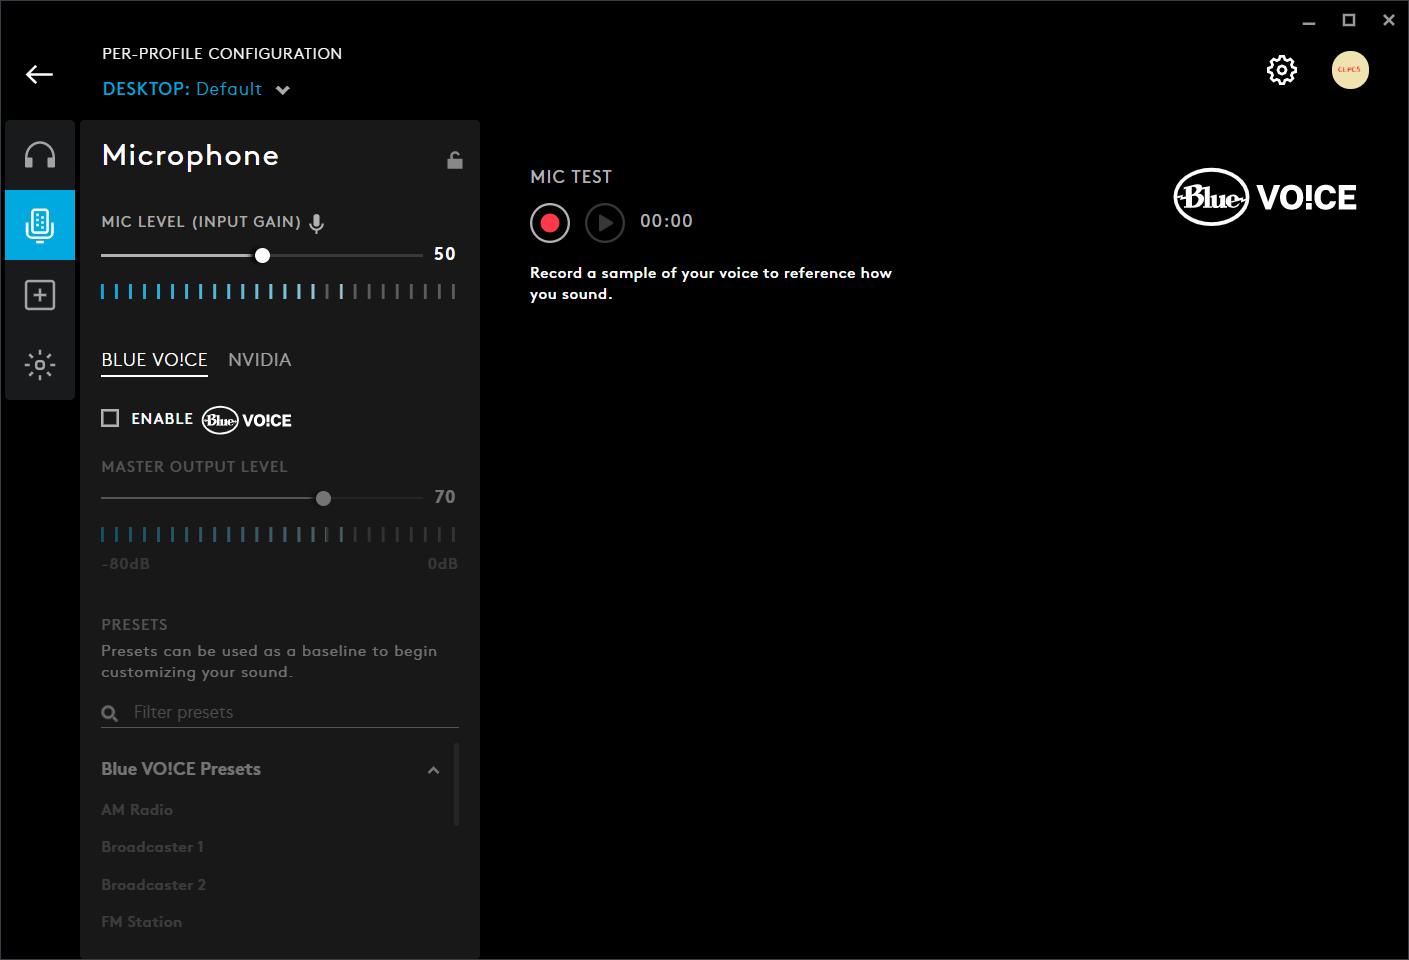 PER-PROFILE CONFIGURATION
DESKTOP: Default
CLPCS
Microphone
MIC LEVEL (INPUT GAIN)
50
BLUE VO!CE NVIDIA
ENABLE Blue VO!CE
MASTER OUTPUT LEVEL
70
-80dB 0dB
PRESETS
Presets can be used as a baseline to begin
customizing your sound.
Filter presets
Blue VO!CE Presets
AM Radio
Broadcaster 1
Broadcaster 2
FM Station
MIC TEST
00:00
Record a sample of your voice to reference how
you sound.
Blue VO!CE